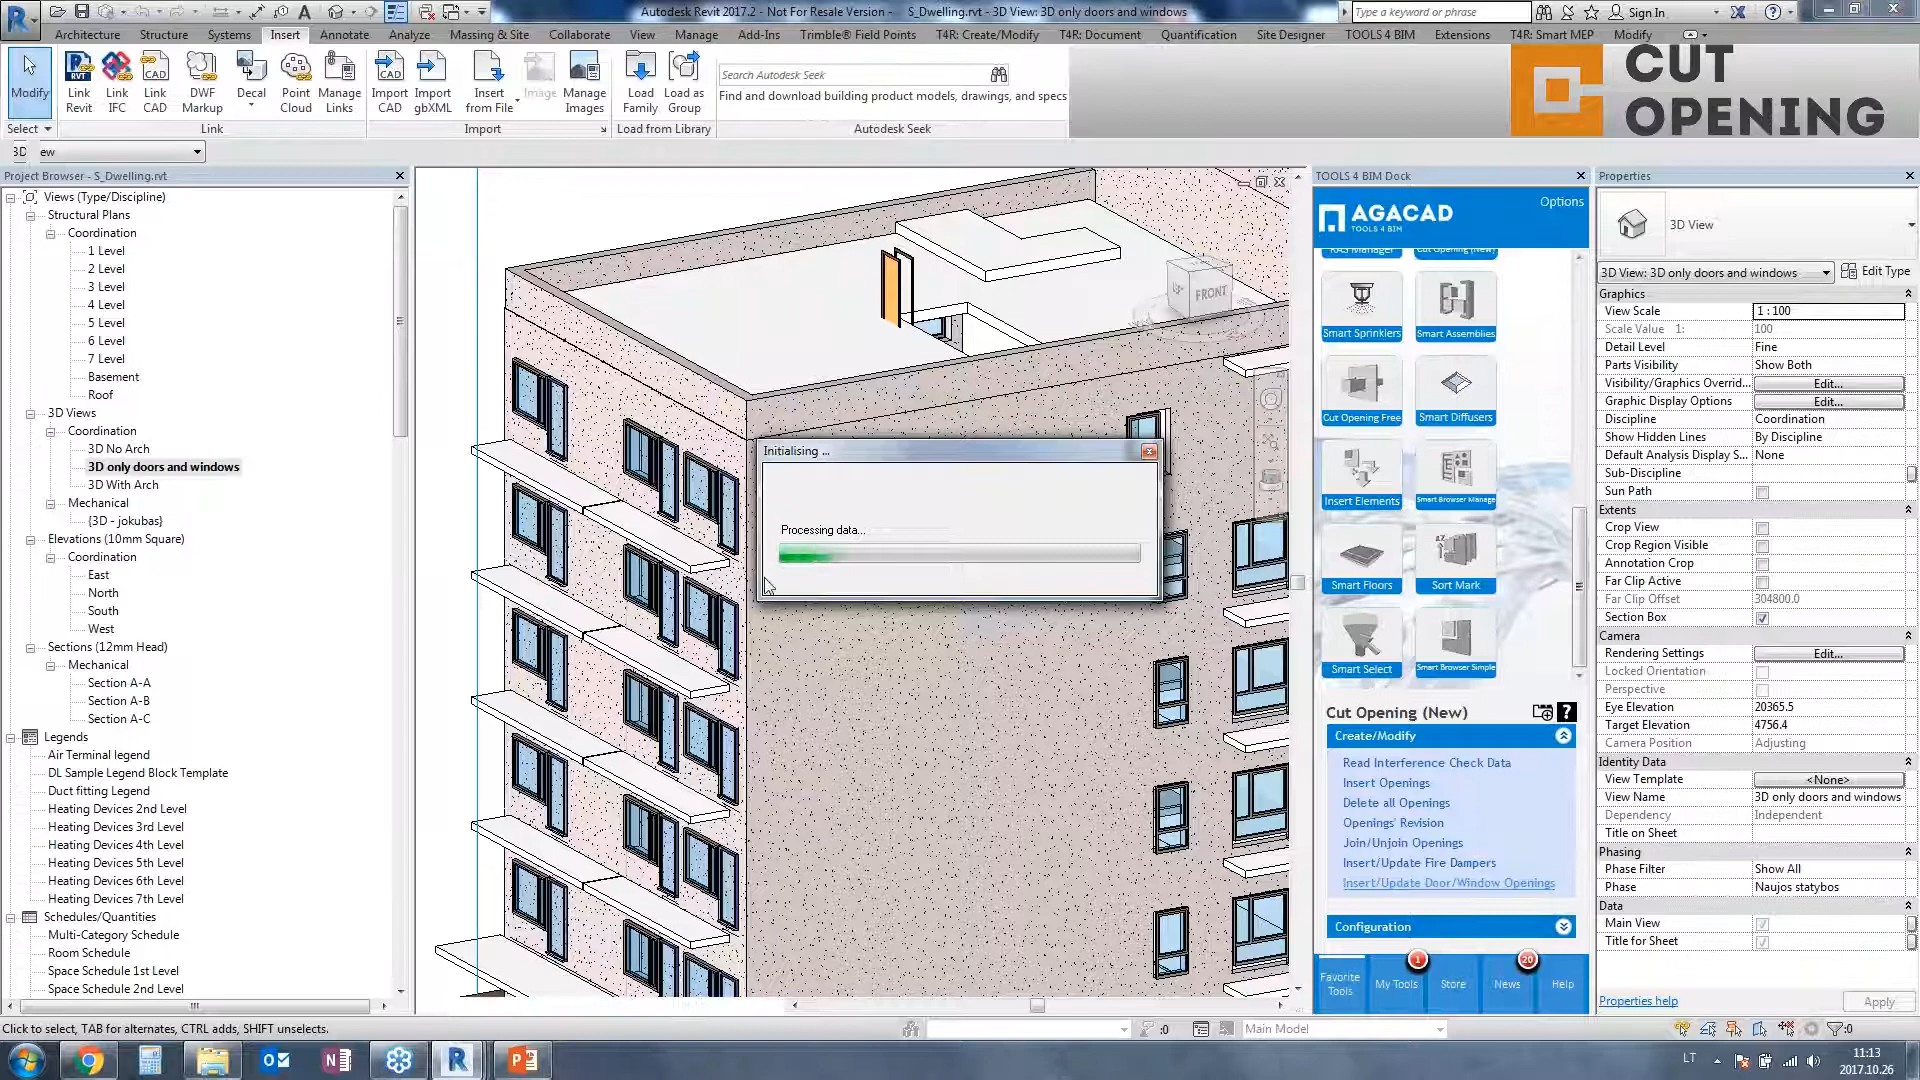 Autodesk Revit 2017.2 - Not For Resale Version - S_Dwelling.rvt - 3D View: 3D only doors and windows
Type a keyword or phrase
Sign In
Architecture Structure Systems Insert Annotate Analyze Massing & Site Collaborate View Manage Add-Ins Trimble® Field Points T4R: Create/Modify T4R: Document Quantification Site Designer TOOLS 4 BIM Extensions T4R: Smart MEP Modify
Modify
Link Revit
Link IFC
Link CAD
DWF Markup
Decal
Point Cloud
Manage Links
Import CAD
Import gbXML
Insert from File
Image
Manage Images
Load Family
Load as Group
Search Autodesk Seek
Find and download building product models, drawings, and specs
Select
Link
Import
Load from Library
Autodesk Seek
CUT
OPENING
3D ew
Project Browser - S_Dwelling.rvt
Views (Type/Discipline)
Structural Plans
Coordination
1 Level
2 Level
3 Level
4 Level
5 Level
6 Level
7 Level
Basement
Roof
3D Views
Coordination
3D No Arch
3D only doors and windows
3D With Arch
Mechanical
{3D - jokubas}
Elevations (10mm Square)
Coordination
East
North
South
West
Sections (12mm Head)
Mechanical
Section A-A
Section A-B
Section A-C
Legends
Air Terminal legend
DL Sample Legend Block Template
Duct fitting Legend
Heating Devices 2nd Level
Heating Devices 3rd Level
Heating Devices 4th Level
Heating Devices 5th Level
Heating Devices 6th Level
Heating Devices 7th Level
Schedules/Quantities
Multi-Category Schedule
Room Schedule
Space Schedule 1st Level
Space Schedule 2nd Level
FRONT
Initialising ...
Processing data...
TOOLS 4 BIM Dock
AGACAD
TOOLS 4 BIM
Options
Smart Sprinklers
Smart Assemblies
Cut Opening Free
Smart Diffusers
Insert Elements
Smart Browser Manage
Smart Floors
Sort Mark
Smart Select
Smart Browser Simple
Cut Opening (New)
?
Create/Modify
Read Interference Check Data
Insert Openings
Delete all Openings
Openings' Revision
Join/Unjoin Openings
Insert/Update Fire Dampers
Insert/Update Door/Window Openings
Configuration
1
20
Favorite Tools
My Tools
Store
News
Help
Properties
3D View
3D View: 3D only doors and windows
Edit Type
Graphics
View Scale 1 : 100
Scale Value 1: 100
Detail Level Fine
Parts Visibility Show Both
Visibility/Graphics Overrid... Edit...
Graphic Display Options Edit...
Discipline Coordination
Show Hidden Lines By Discipline
Default Analysis Display S... None
Sub-Discipline
Sun Path
Extents
Crop View
Crop Region Visible
Annotation Crop
Far Clip Active
Far Clip Offset 304800.0
Section Box
Camera
Rendering Settings Edit...
Locked Orientation
Perspective
Eye Elevation 20365.5
Target Elevation 4756.4
Camera Position Adjusting
Identity Data
View Template <None>
View Name 3D only doors and windows
Dependency Independent
Title on Sheet
Phasing
Phase Filter Show All
Phase Naujos statybos
Data
Main View
Title for Sheet
Properties help
Apply
Click to select, TAB for alternates, CTRL adds, SHIFT unselects.
:0
Main Model
:0
LT
11:13
2017.10.26